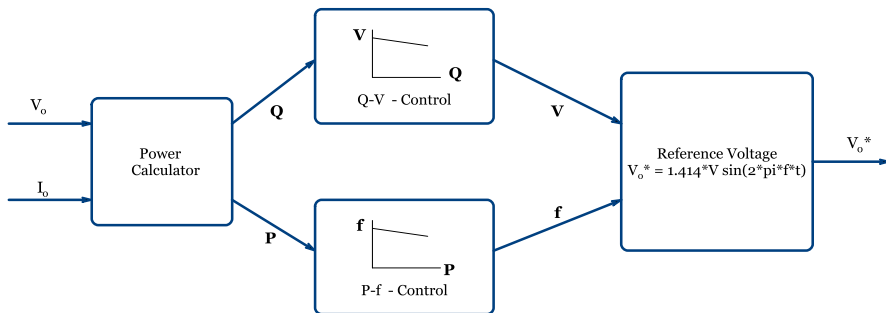 Vₒ
Iₒ
Power
Calculator
Q
P
V
Q
Q-V - Control
f
P
P-f - Control
V
f
Reference Voltage
Vₒ* = 1.414*V sin(2*pi*f*t)
Vₒ*